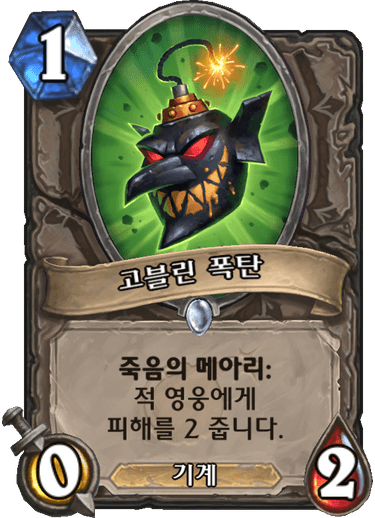 1
고블린 폭탄
죽음의 메아리:
적 영웅에게
피해를 2 줍니다.
0
기계
2